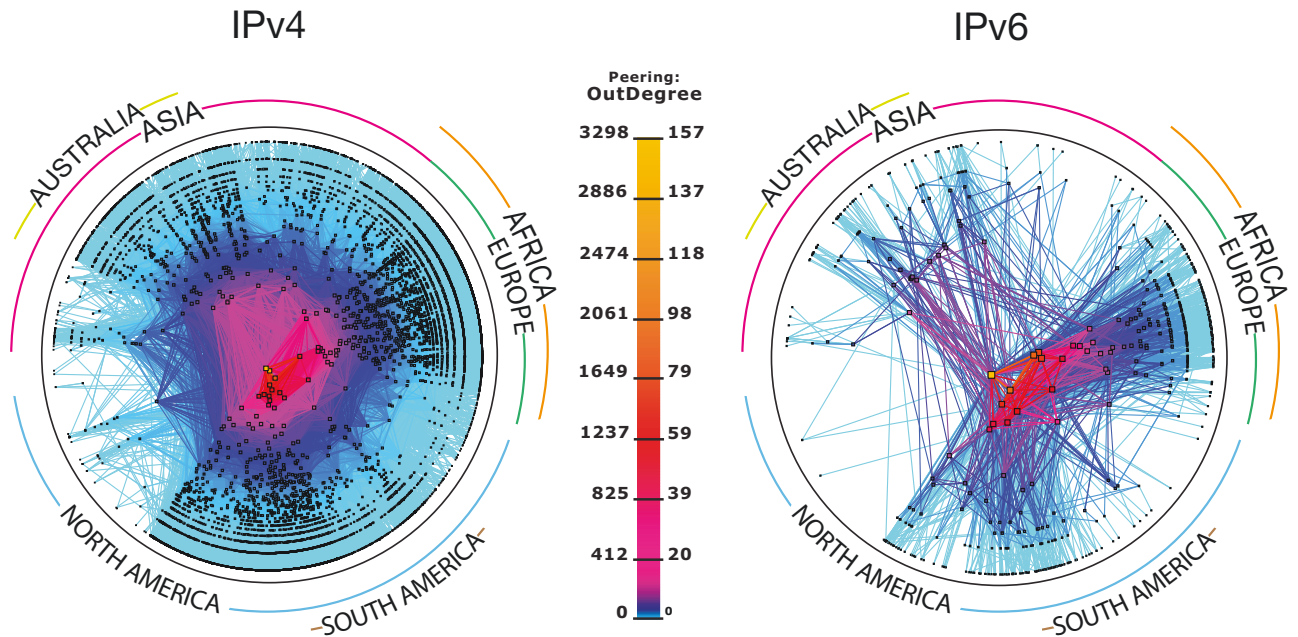 IPv4
IPv6
Peering:
OutDegree
3298 157
2886 137
2474 118
2061 98
1649 79
1237 59
825 39
412 20
0 0
AUSTRALIA
ASIA
AFRICA
EUROPE
NORTH AMERICA
SOUTH AMERICA
AUSTRALIA
ASIA
AFRICA
EUROPE
NORTH AMERICA
SOUTH AMERICA